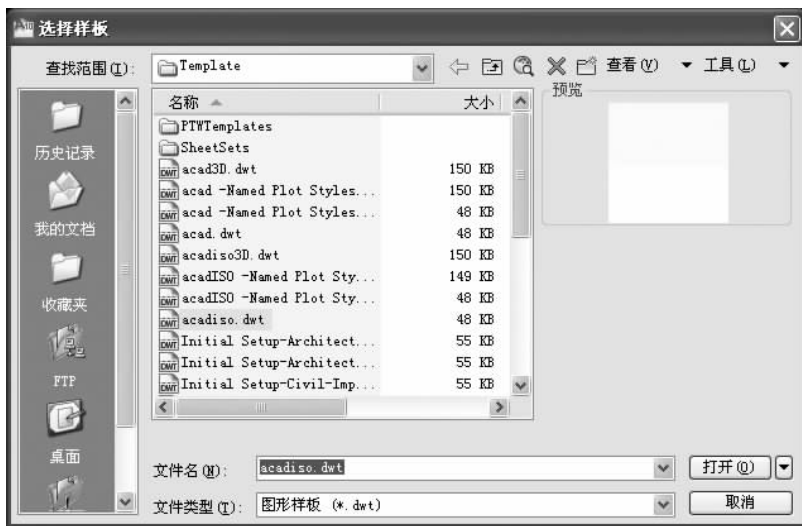 选择样板
查找范围(I):
Template
查看(V)
工具(L)
历史记录
我的文档
收藏夹
FTP
桌面
名称 大小
PTWTemplates
SheetSets
acad3D.dwt 150 KB
acad -Named Plot Styles... 150 KB
acad -Named Plot Styles... 48 KB
acad.dwt 48 KB
acadiso3D.dwt 150 KB
acadISO -Named Plot Sty... 149 KB
acadISO -Named Plot Sty... 48 KB
acadiso.dwt 48 KB
Initial Setup-Architect... 55 KB
Initial Setup-Architect... 55 KB
Initial Setup-Civil-Imp... 55 KB
预览
文件名(N):
acadiso.dwt
打开(O)
文件类型(T):
图形样板 (*.dwt)
取消